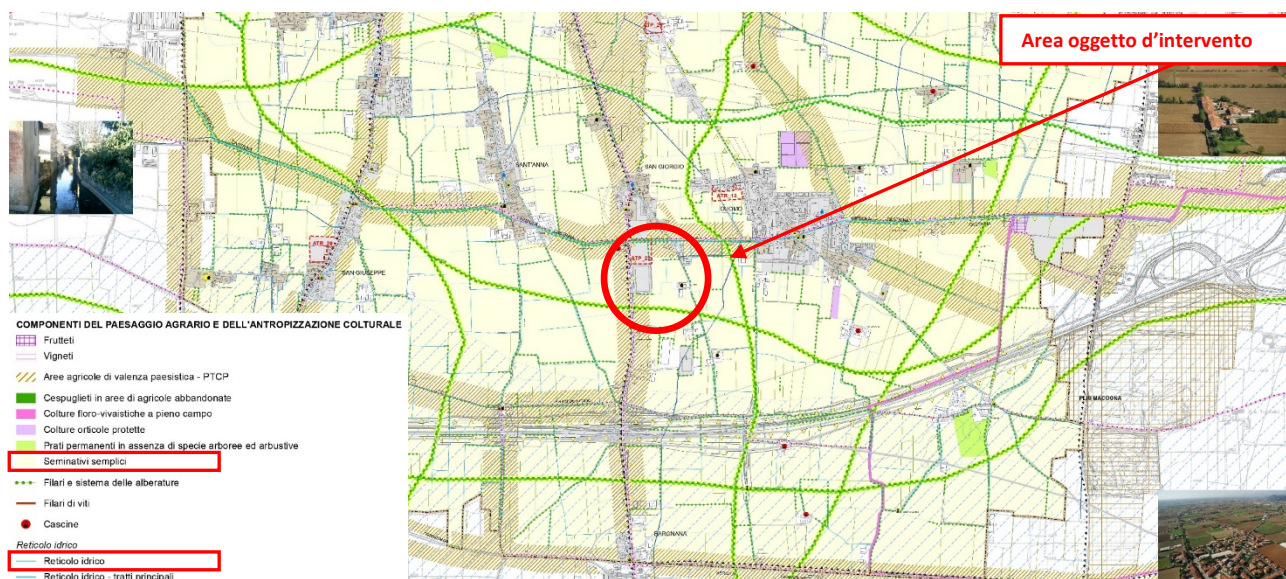 Area oggetto d'intervento
SANT'ANNA
SAN GIORGIO
DUOMO
SAN GIUSEPPE
PLIS MACOGNA
BARGNANA
COMPONENTI DEL PAESAGGIO AGRARIO E DELL'ANTROPIZZAZIONE COLTURALE
Frutteti
Vigneti
Aree agricole di valenza paesistica - PTCP
Cespuglieti in aree di agricole abbandonate
Colture floro-vivaistiche a pieno campo
Colture orticole protette
Prati permanenti in assenza di specie arboree ed arbustive
Seminativi semplici
Filari e sistema delle alberature
Filari di viti
Cascine
Reticolo idrico
Reticolo idrico
Reticolo idrico - tratti principali